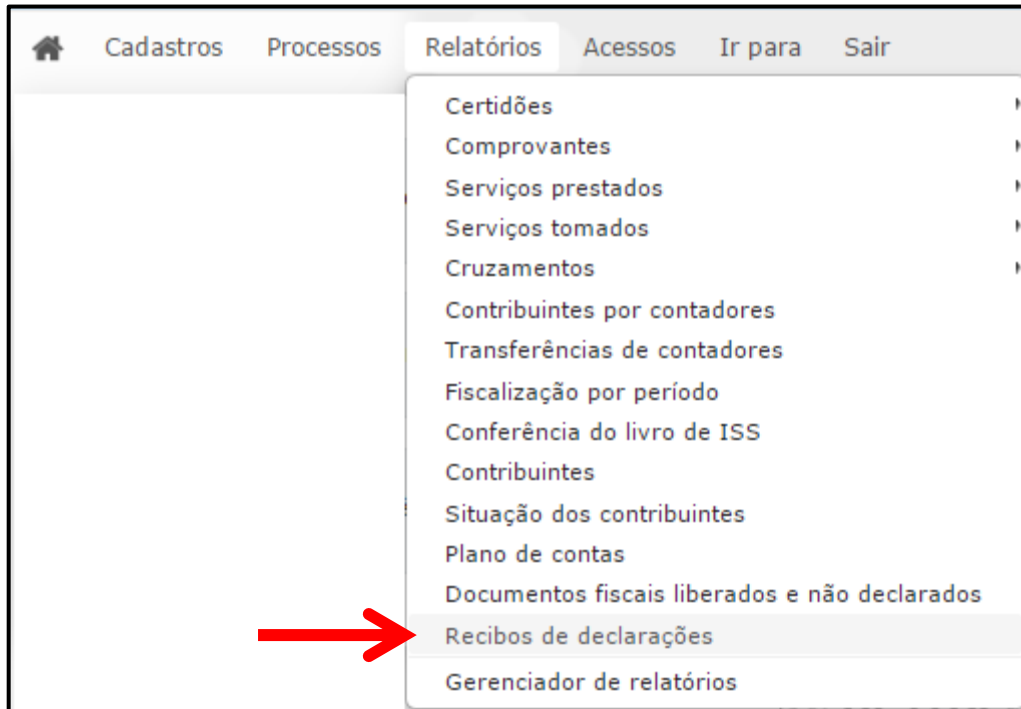 Cadastros Processos Relatórios Acessos Ir para Sair
Certidões
Comprovantes
Serviços prestados
Serviços tomados
Cruzamentos
Contribuintes por contadores
Transferências de contadores
Fiscalização por período
Conferência do livro de ISS
Contribuintes
Situação dos contribuintes
Plano de contas
Documentos fiscais liberados e não declarados
Recibos de declarações
Gerenciador de relatórios